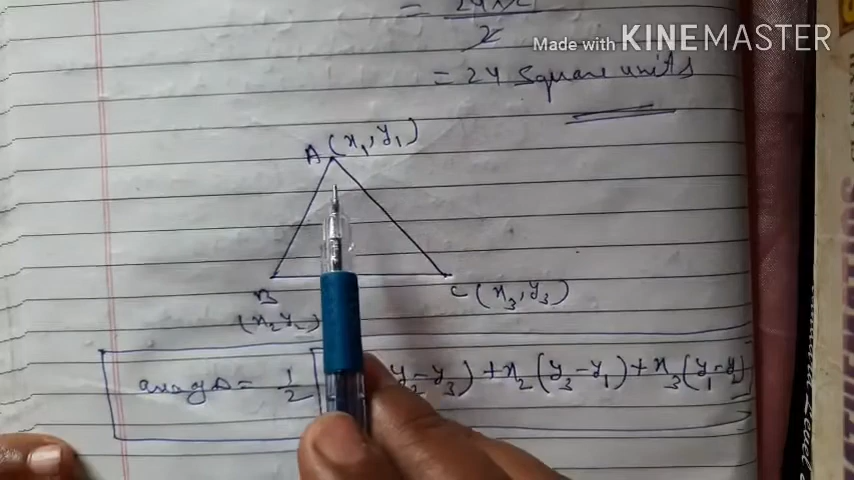 Made with KINEMASTER
= 24 Square units
A (x₁, y₁)
B
C (x₃, y₃)
(x₂ y₂)
area of Δ = 1/2 y₂ - y₃) + x₂ (y₃ - y₁) + x₃ (y₁ - y₂